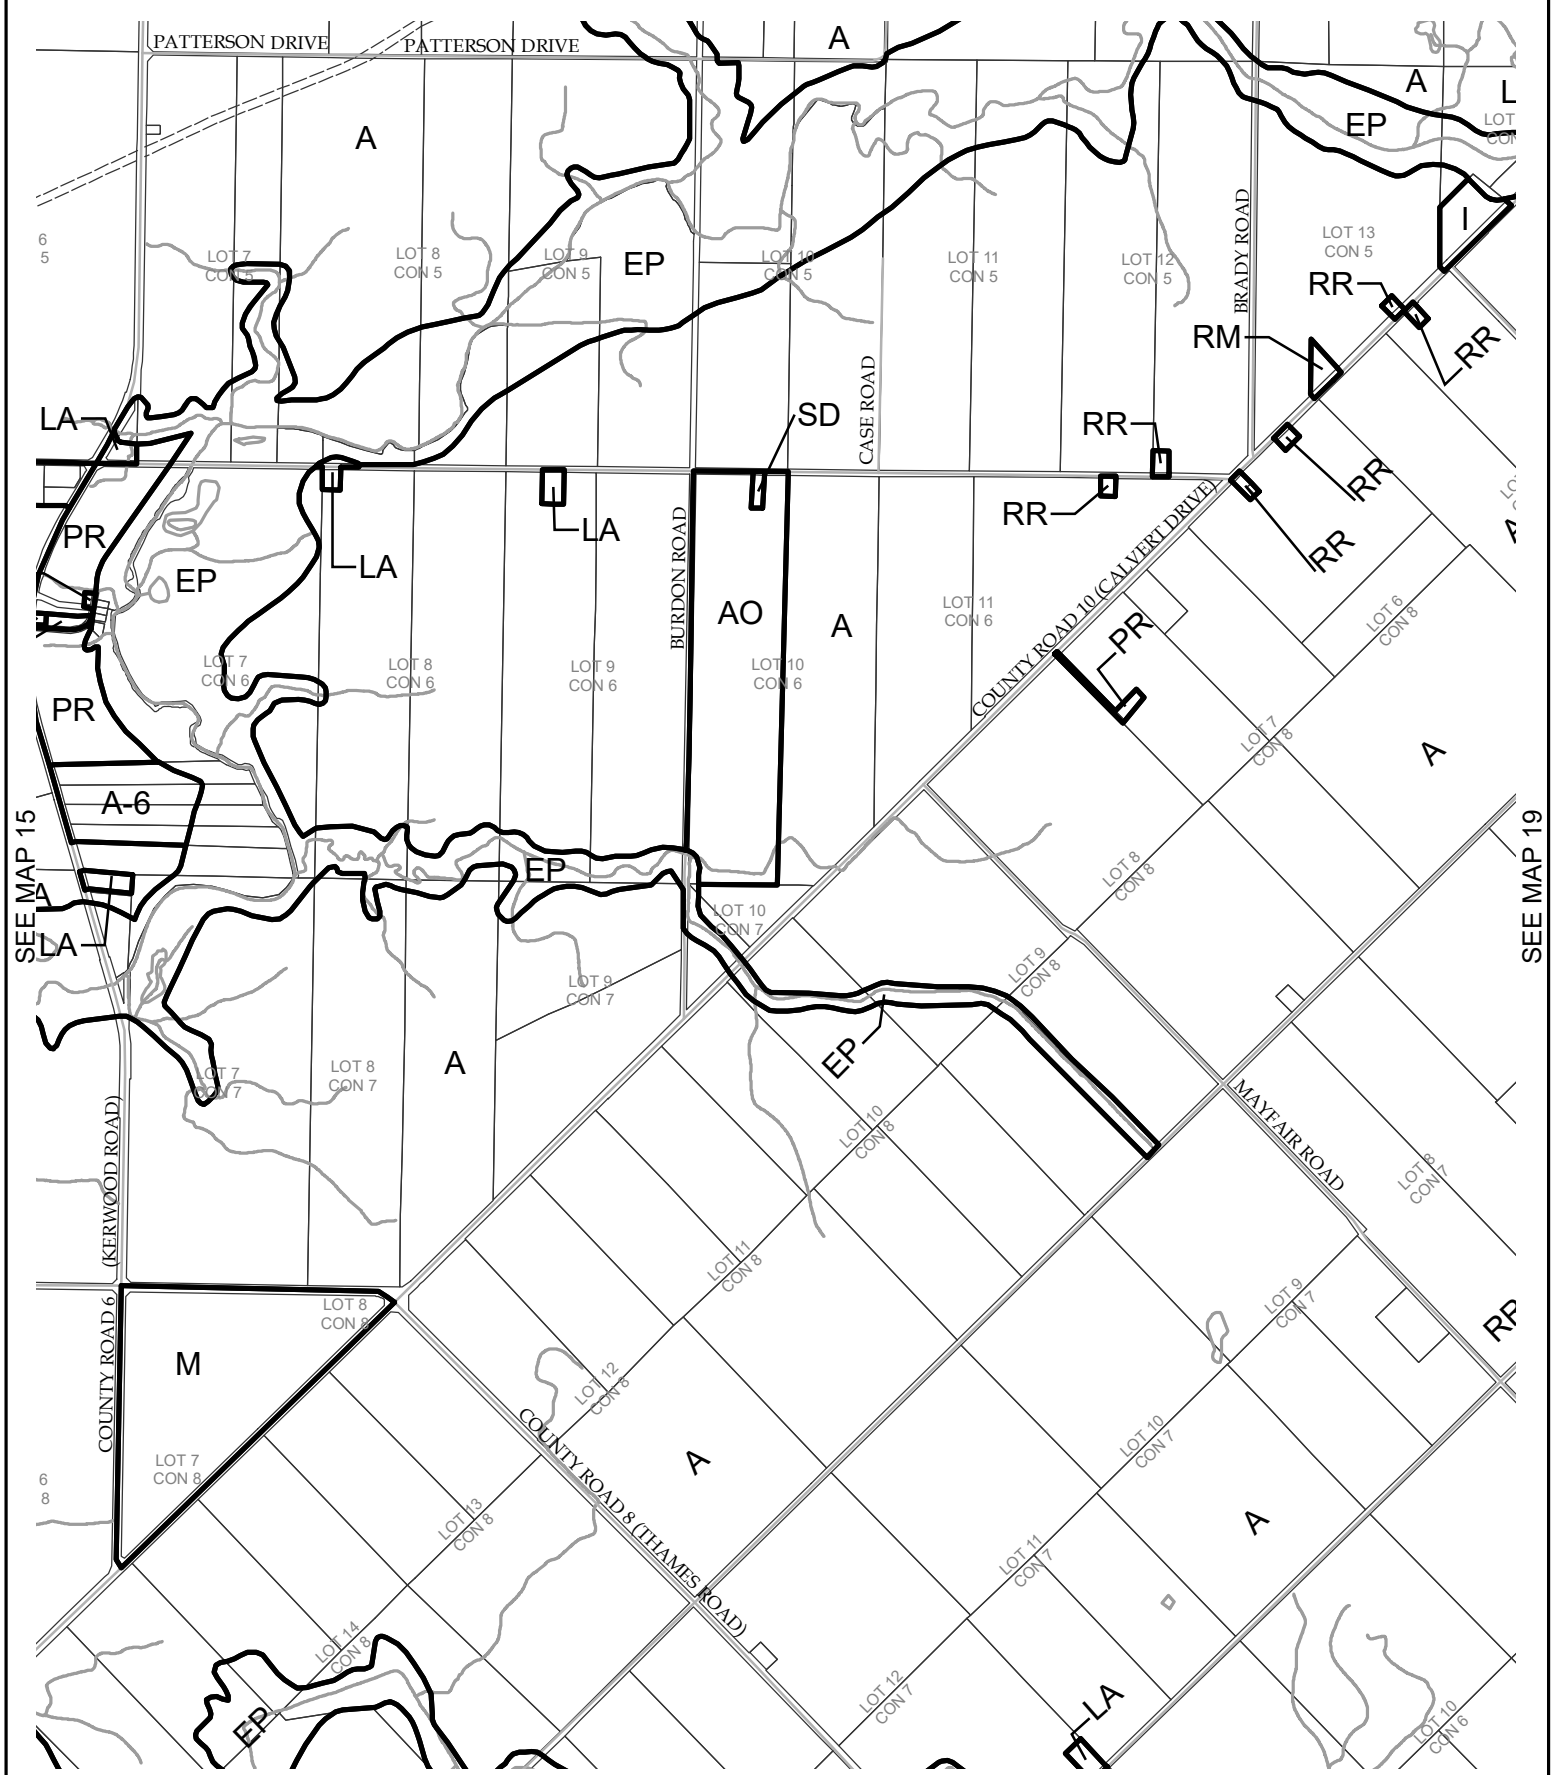 PATTERSON DRIVE
PATTERSON DRIVE
A
A
L
LOT
CON
EP
A
I
BRADY ROAD
LOT 13
CON 5
6
5
LOT 7
CON 5
LOT 8
CON 5
LOT 9
CON 5
EP
LOT 10
CON 5
LOT 11
CON 5
LOT 12
CON 5
RR
RM
RR
CASE ROAD
LA
SD
RR
RR
RR
RR
LA
LA
PR
EP
BURDON ROAD
AO
A
LOT 11
CON 6
COUNTY ROAD 10 (CALVERT DRIVE)
LOT 6
CON 8
A
PR
LOT 7
CON 6
LOT 8
CON 6
LOT 9
CON 6
LOT 10
CON 6
PR
LOT 7
CON 8
A
A-6
SEE MAP 15
SEE MAP 19
EP
LOT 8
CON 8
A
LA
LOT 10
CON 7
LOT 9
CON 7
LOT 9
CON 8
EP
A
LOT 7
CON 7
LOT 8
CON 7
LOT 10
CON 8
MAYFAIR ROAD
LOT 8
CON 7
(KERWOOD ROAD)
COUNTY ROAD 6
LOT 8
CON 8
LOT 11
CON 8
LOT 9
CON 7
RR
M
LOT 12
CON 8
COUNTY ROAD 8 (THAMES ROAD)
A
LOT 10
CON 7
LOT 7
CON 8
6
8
LOT 13
CON 8
A
LOT 11
CON 7
LOT 14
CON 8
EP
LOT 12
CON 7
LA
LOT 10
CON 6